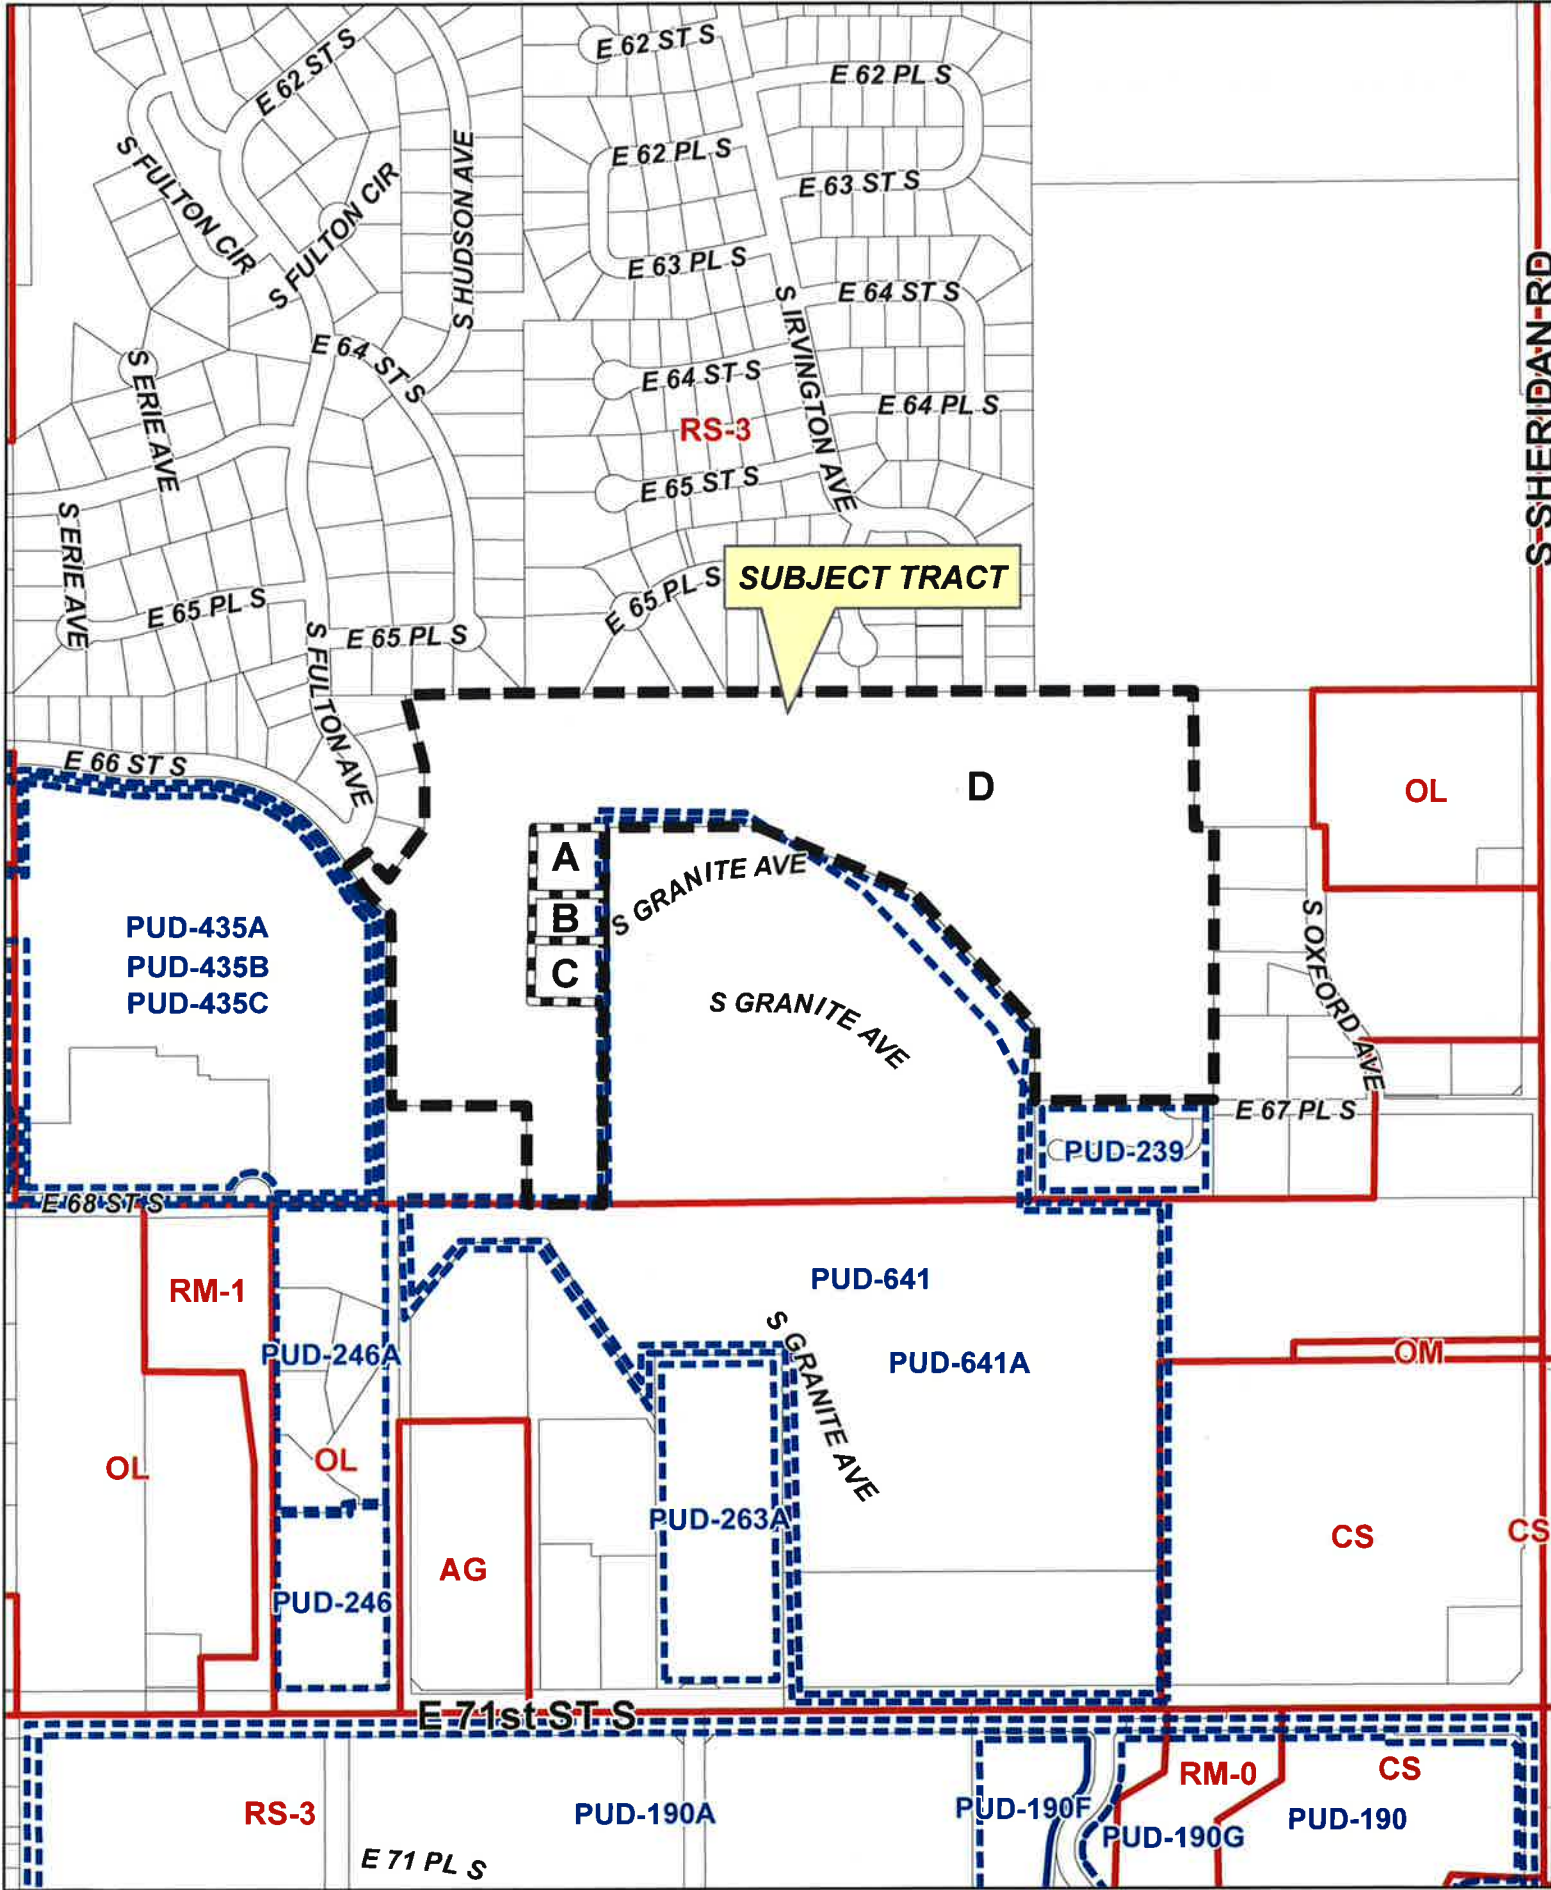 E 62 ST S
E 62 ST S
E 62 PL S
S FULTON CIR
S FULTON CIR
S HUDSON AVE
E 62 PL S
E 63 ST S
E 63 PL S
E 64 ST S
S IRVINGTON AVE
S SHERIDAN RD
E 64 ST S
S ERIE AVE
E 64 ST S
E 64 PL S
RS-3
E 65 ST S
S ERIE AVE
E 65 PL S
SUBJECT TRACT
E 65 PL S
E 65 PL S
S FULTON AVE
E 66 ST S
D
OL
A
B
C
S GRANITE AVE
S OXFORD AVE
PUD-435A
PUD-435B
PUD-435C
S GRANITE AVE
E 67 PL S
PUD-239
E 68 ST S
RM-1
PUD-641
PUD-246A
S GRANITE AVE
PUD-641A
OM
OL
OL
PUD-263A
CS
CS
AG
PUD-246
E 71st ST S
RS-3
PUD-190A
PUD-190F
RM-0
CS
PUD-190G
PUD-190
E 71 PL S